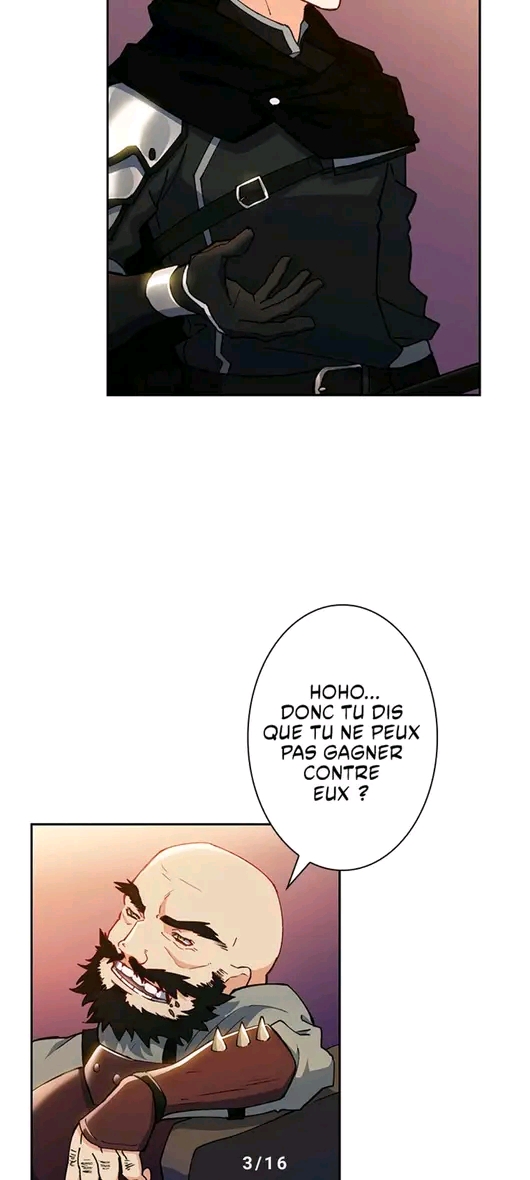 HOHO...
DONC TU DIS
QUE TU NE PEUX
PAS GAGNER
CONTRE
EUX ?
3/16